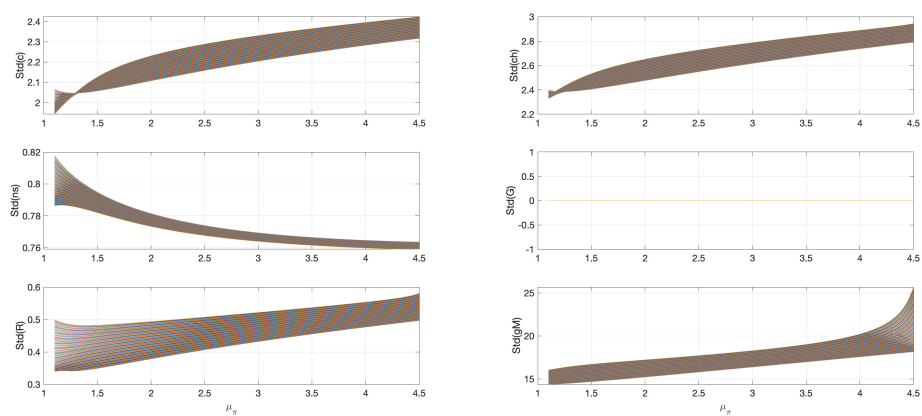 2.4
2.3
2.2
2.1
2
Std(c)
1 1.5 2 2.5 3 3.5 4 4.5
3
2.8
2.6
2.4
2.2
Std(ch)
1 1.5 2 2.5 3 3.5 4 4.5
0.82
0.8
0.78
0.76
Std(ns)
1 1.5 2 2.5 3 3.5 4 4.5
1
0.5
0
-0.5
-1
Std(G)
1 1.5 2 2.5 3 3.5 4 4.5
0.6
0.5
0.4
0.3
Std(R)
1 1.5 2 2.5 3 3.5 4 4.5
μπ
25
20
15
Std(gM)
1 1.5 2 2.5 3 3.5 4 4.5
μπ